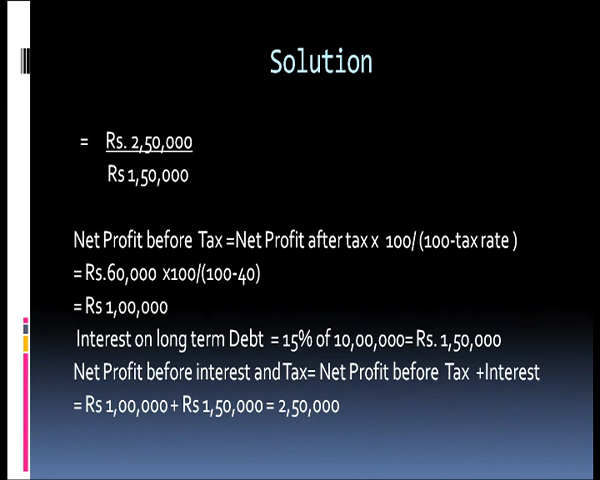 Solution
= Rs. 2,50,000
Rs 1,50,000
Net Profit before Tax =Net Profit after tax x 100/ (100-tax rate )
= Rs.60,000 x100/(100-40)
= Rs 1,00,000
Interest on long term Debt = 15% of 10,00,000= Rs. 1,50,000
Net Profit before interest and Tax= Net Profit before Tax +Interest
= Rs 1,00,000 + Rs 1,50,000 = 2,50,000